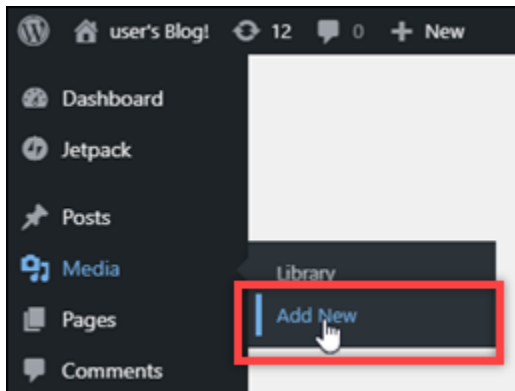 user's Blog! 12 0 + New
Dashboard
Jetpack
Posts
Media
Library
Add New
Pages
Comments